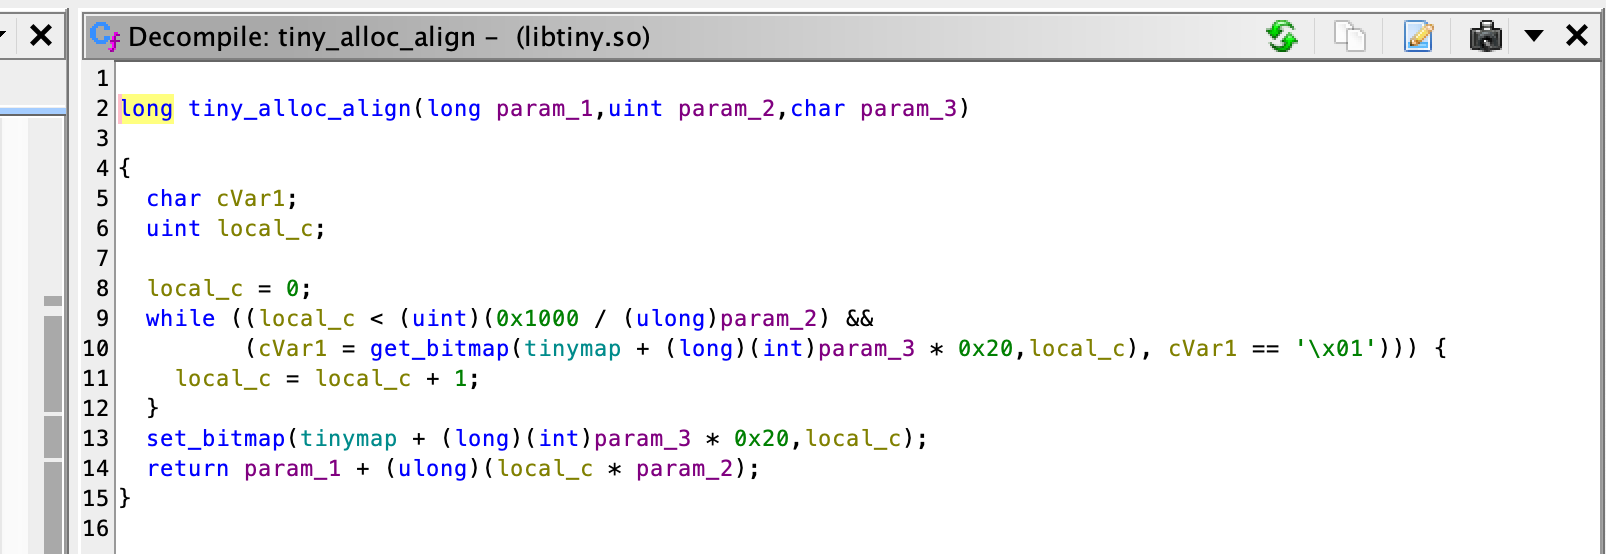 Decompile: tiny_alloc_align – (libtiny.so)
1
2 long tiny_alloc_align(long param_1,uint param_2,char param_3)
3
4 {
5 char cVar1;
6 uint local_c;
7
8 local_c = 0;
9 while ((local_c < (uint)(0x1000 / (ulong)param_2) &&
10 (cVar1 = get_bitmap(tinymap + (long)(int)param_3 * 0x20,local_c), cVar1 == '\x01'))) {
11 local_c = local_c + 1;
12 }
13 set_bitmap(tinymap + (long)(int)param_3 * 0x20,local_c);
14 return param_1 + (ulong)(local_c * param_2);
15 }
16